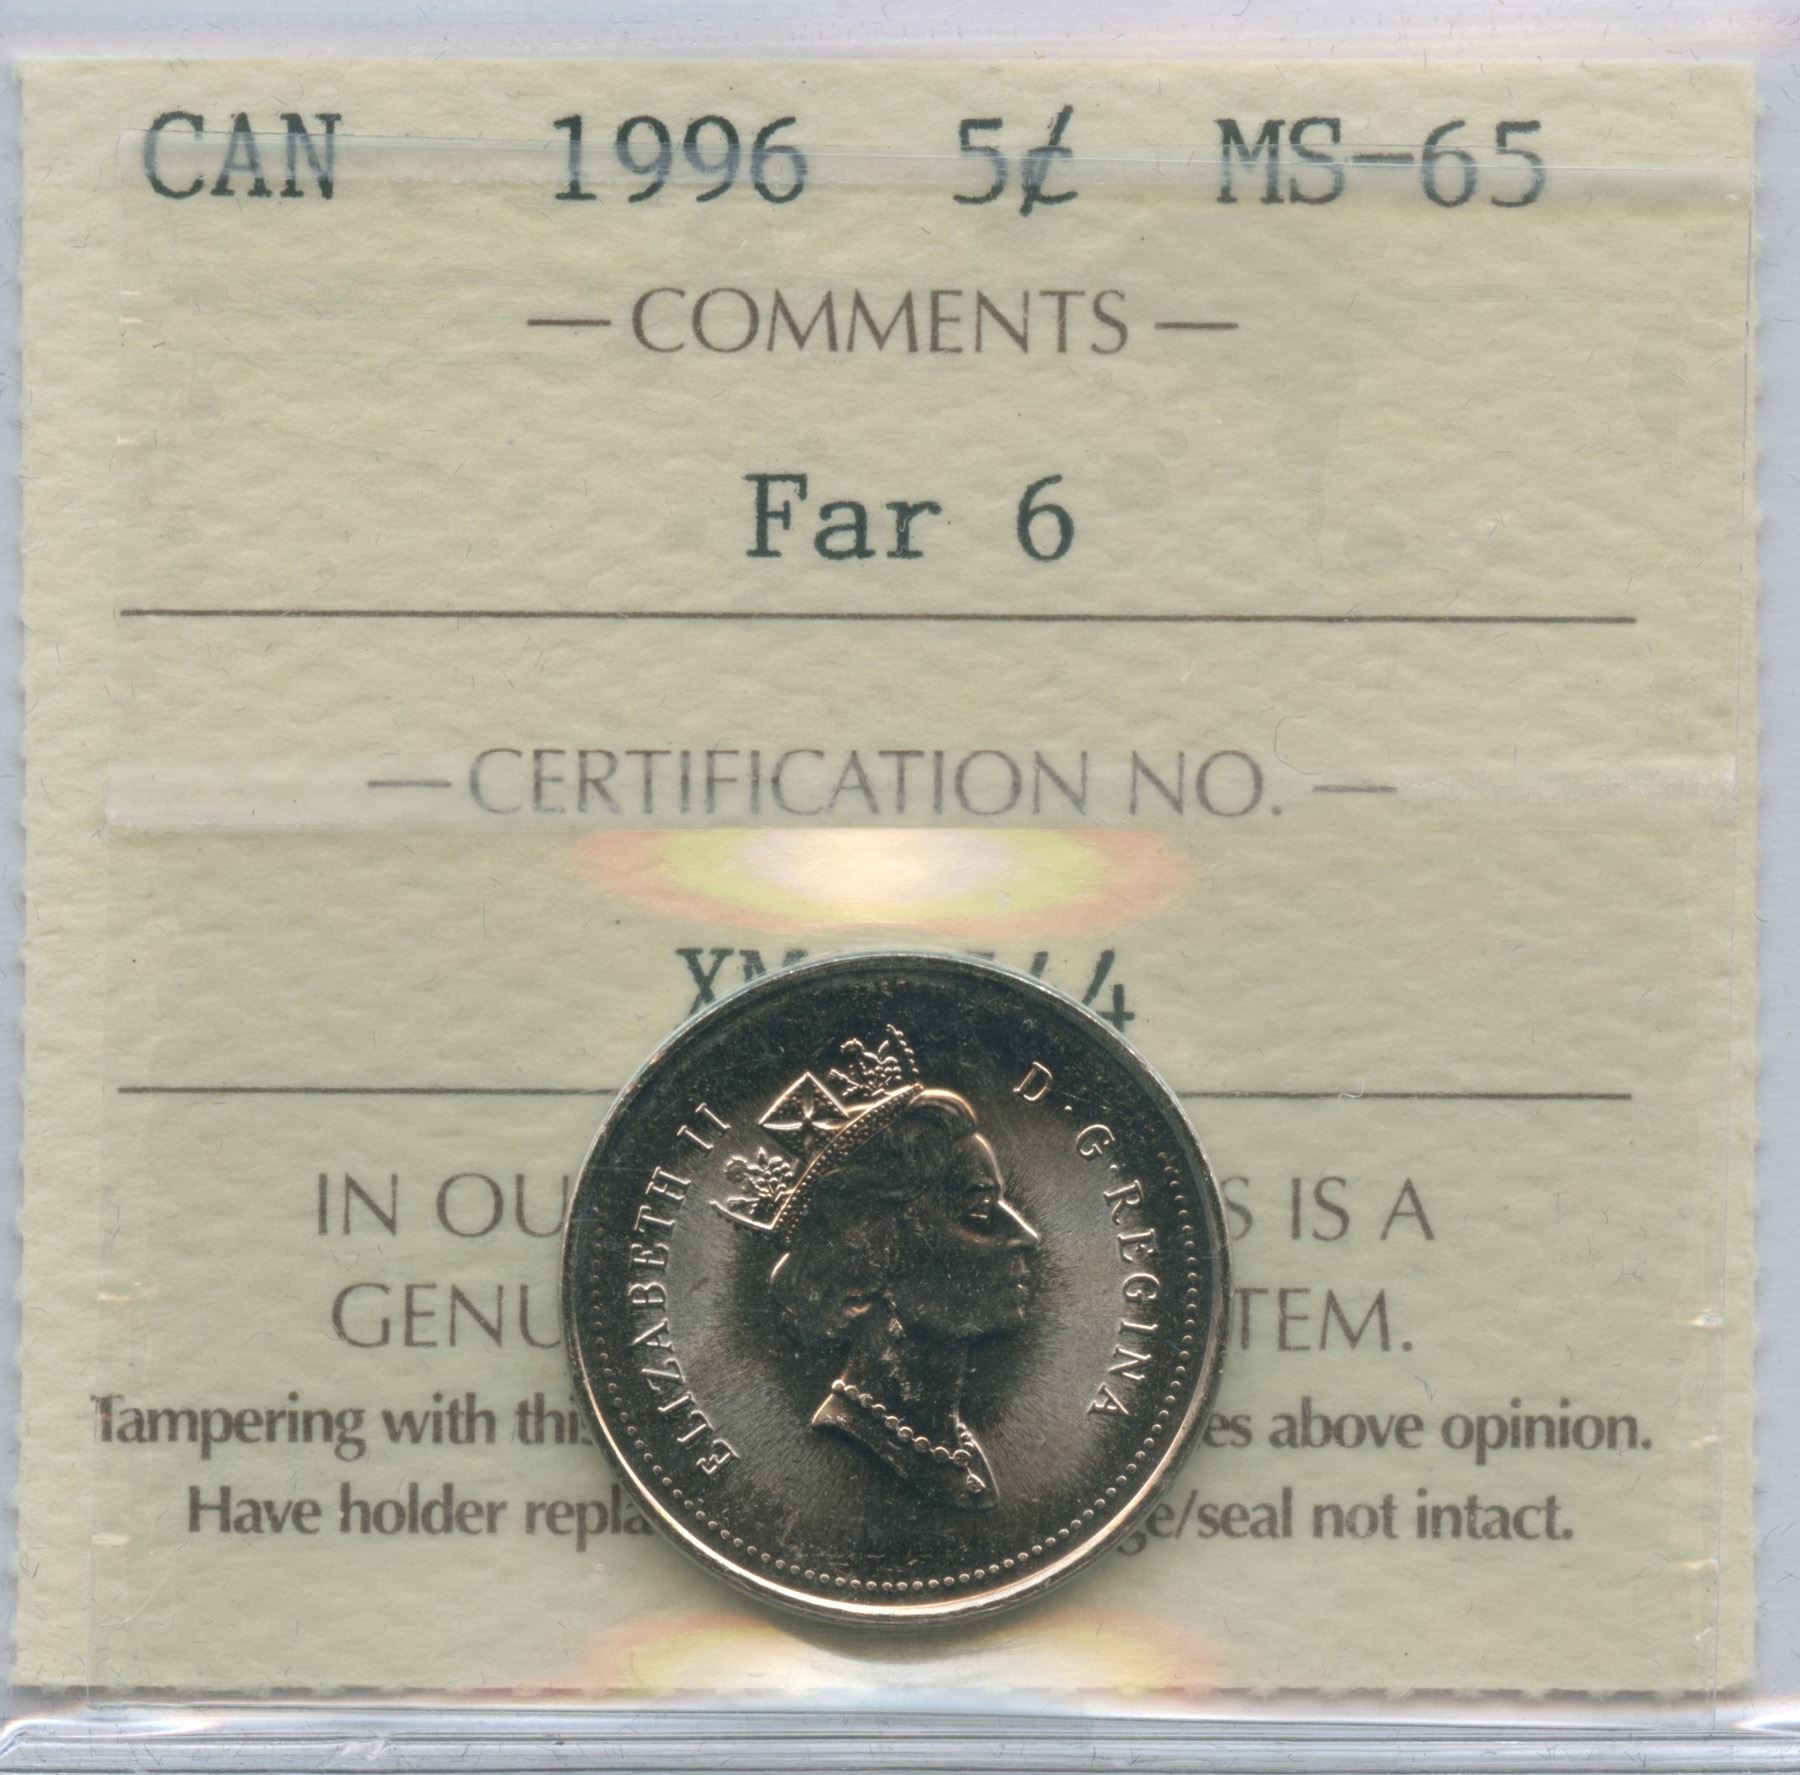 CAN 1996 5¢ MS-65
— COMMENTS —
Far 6
— CERTIFICATION NO. —
IN OU S IS A
GENU TEM.
Tampering with this es above opinion.
Have holder repla ge/seal not intact.
ELIZABETH II D·G·REGINA